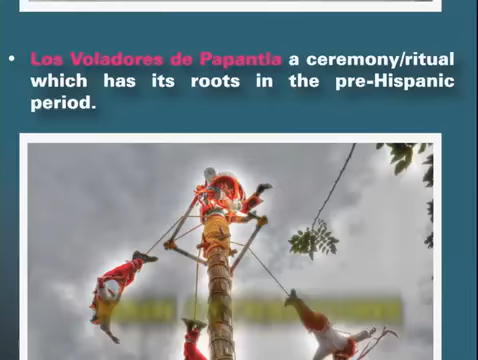 • Los Voladores de Papantla a ceremony/ritual
which has its roots in the pre-Hispanic
period.